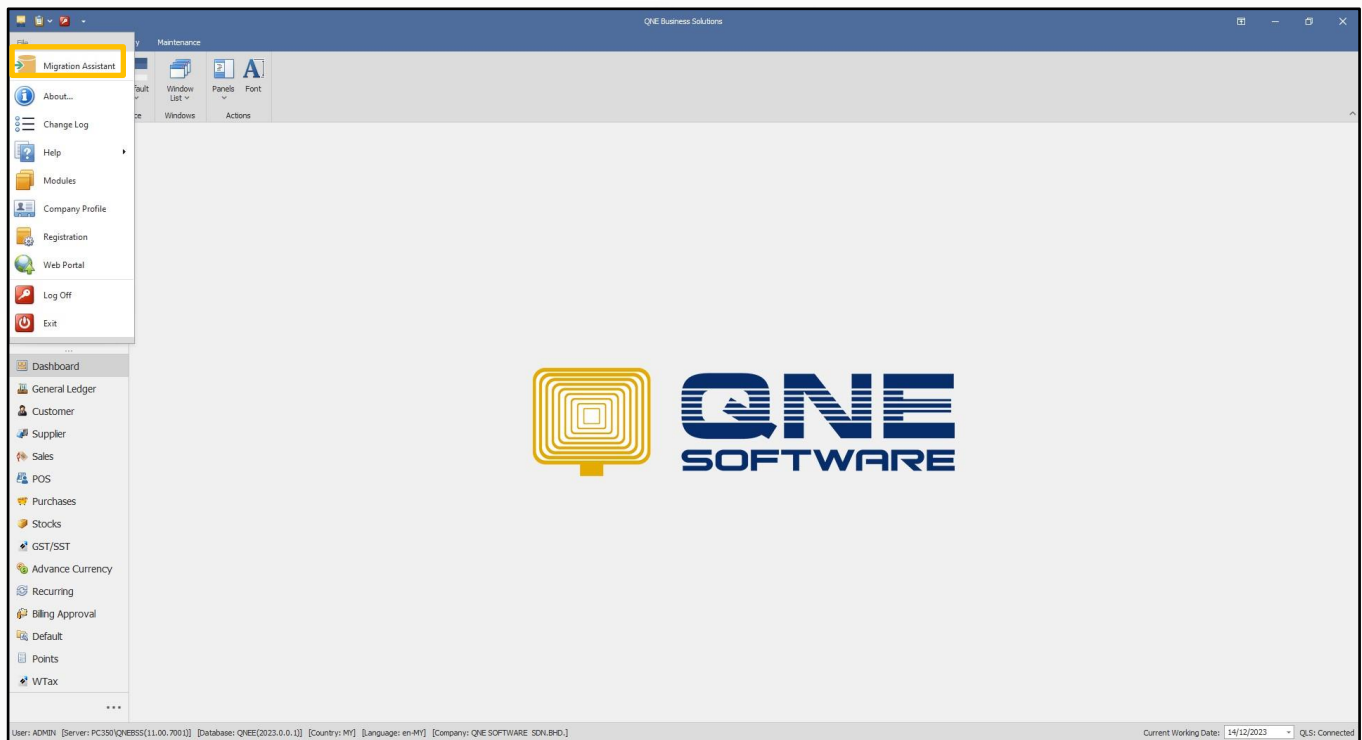 QNE Business Solutions
File
y Maintenance
Migration Assistant
About...
Change Log
Help
Modules
Company Profile
Registration
Web Portal
Log Off
Exit
fault
Window List
Panels
Font
ce
Windows
Actions
Dashboard
General Ledger
Customer
Supplier
Sales
POS
Purchases
Stocks
GST/SST
Advance Currency
Recurring
Billing Approval
Default
Points
WTax
QNE
SOFTWARE
User: ADMIN [Server: PC350\QNEBSS(11.00.7001)] [Database: QNEE(2023.0.0.1)] [Country: MY] [Language: en-MY] [Company: QNE SOFTWARE SDN.BHD.] Current Working Date: 14/12/2023 QLS: Connected